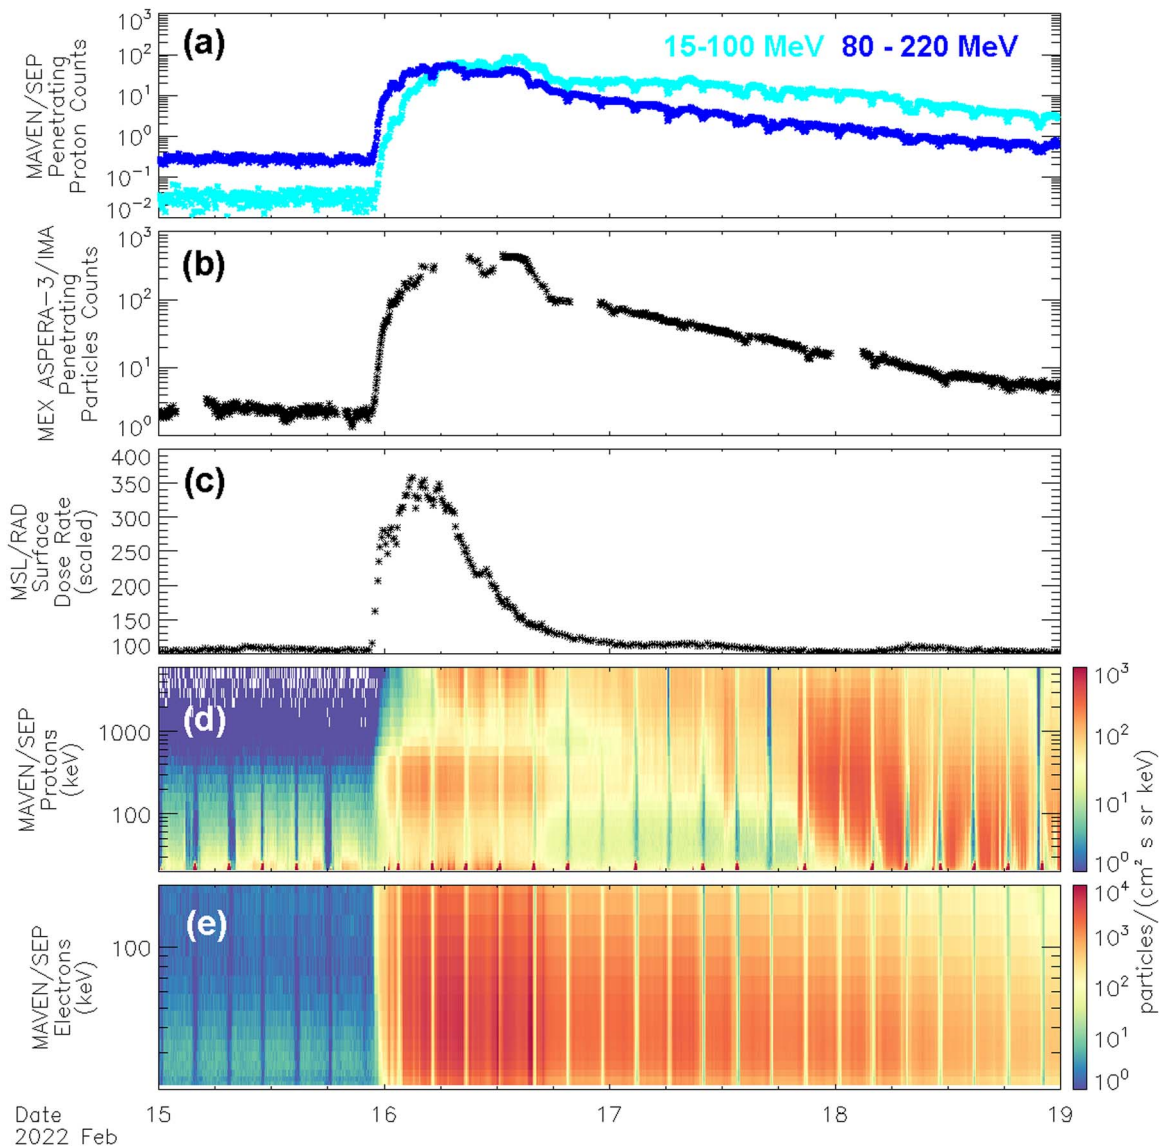 (a)
15-100 MeV 80 - 220 MeV
MAVEN/SEP
Penetrating
Proton Counts
10³
10²
10¹
10⁰
10⁻¹
10⁻²
(b)
MEX ASPERA-3/IMA
Penetrating
Particles Counts
10³
10²
10¹
10⁰
(c)
MSL/RAD
Surface
Dose Rate
(scaled)
400
350
300
250
200
150
100
(d)
MAVEN/SEP
Protons
(keV)
1000
100
10³
10²
10¹
10⁰
(e)
MAVEN/SEP
Electrons
(keV)
100
10⁴
10³
10²
10¹
10⁰
particles/(cm² s sr keV)
15 16 17 18 19
Date
2022 Feb